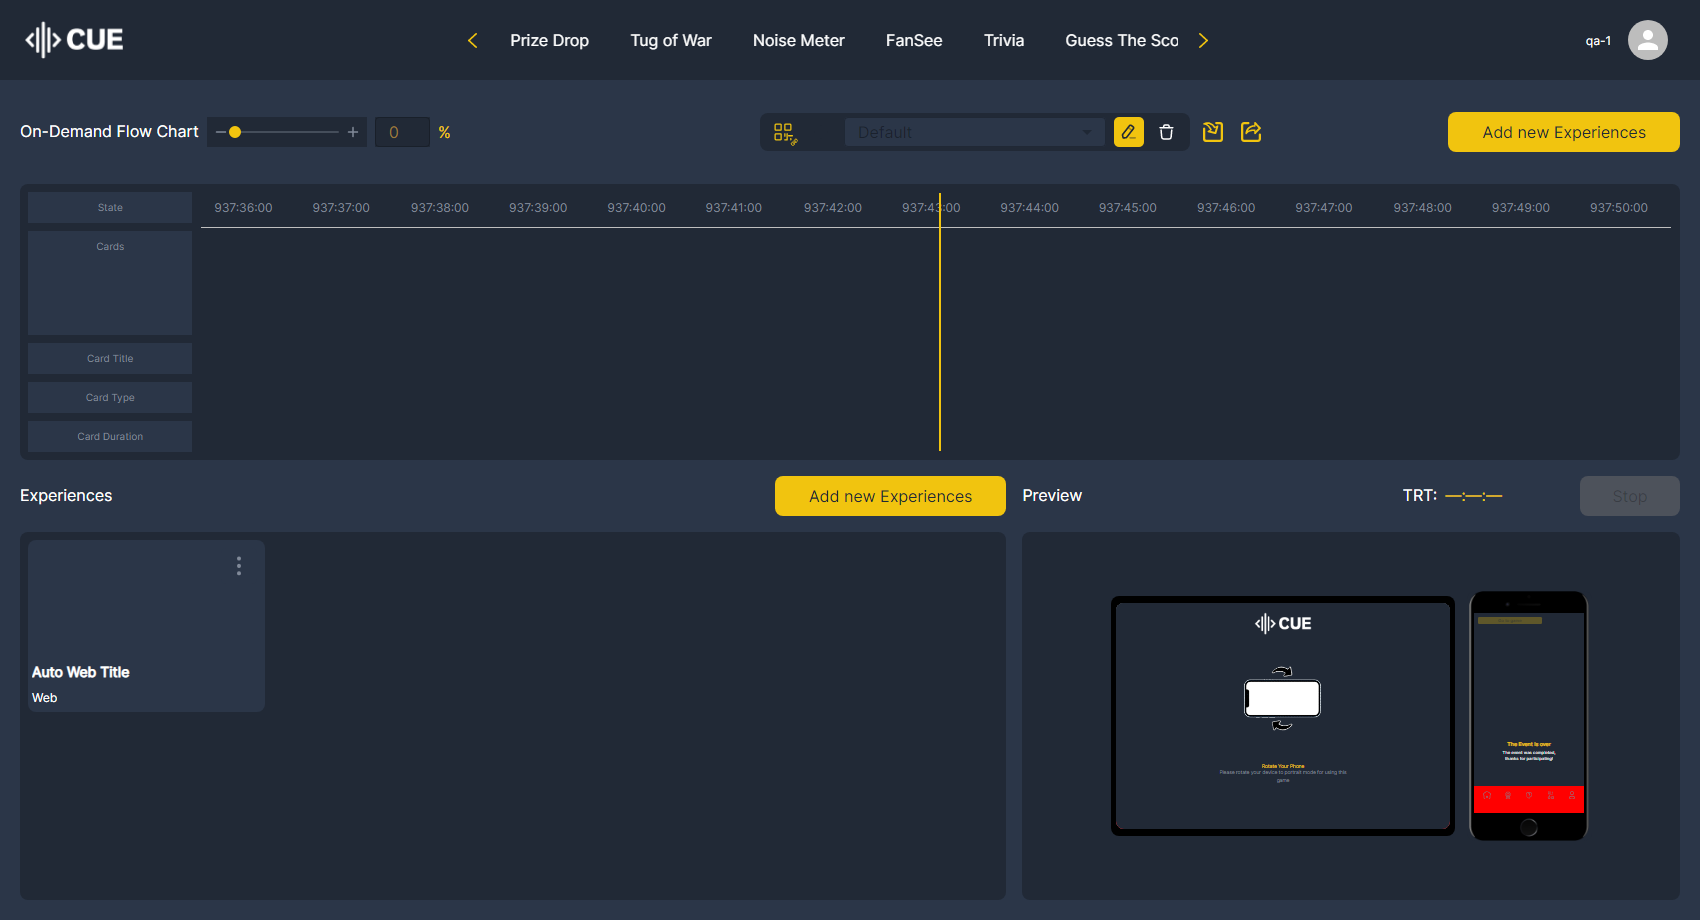 CUE
Prize Drop
Tug of War
Noise Meter
FanSee
Trivia
Guess The Sco
qa-1
On-Demand Flow Chart
0
%
Default
Add new Experiences
State
937:36:00
937:37:00
937:38:00
937:39:00
937:40:00
937:41:00
937:42:00
937:43:00
937:44:00
937:45:00
937:46:00
937:47:00
937:48:00
937:49:00
937:50:00
Cards
Card Title
Card Type
Card Duration
Experiences
Add new Experiences
Preview
TRT: —:—:—
Stop
Auto Web Title
Web
CUE
Rotate Your Phone
Please rotate your device to portrait mode for using this
game
The Event is over
The event was completed,
thanks for participating!